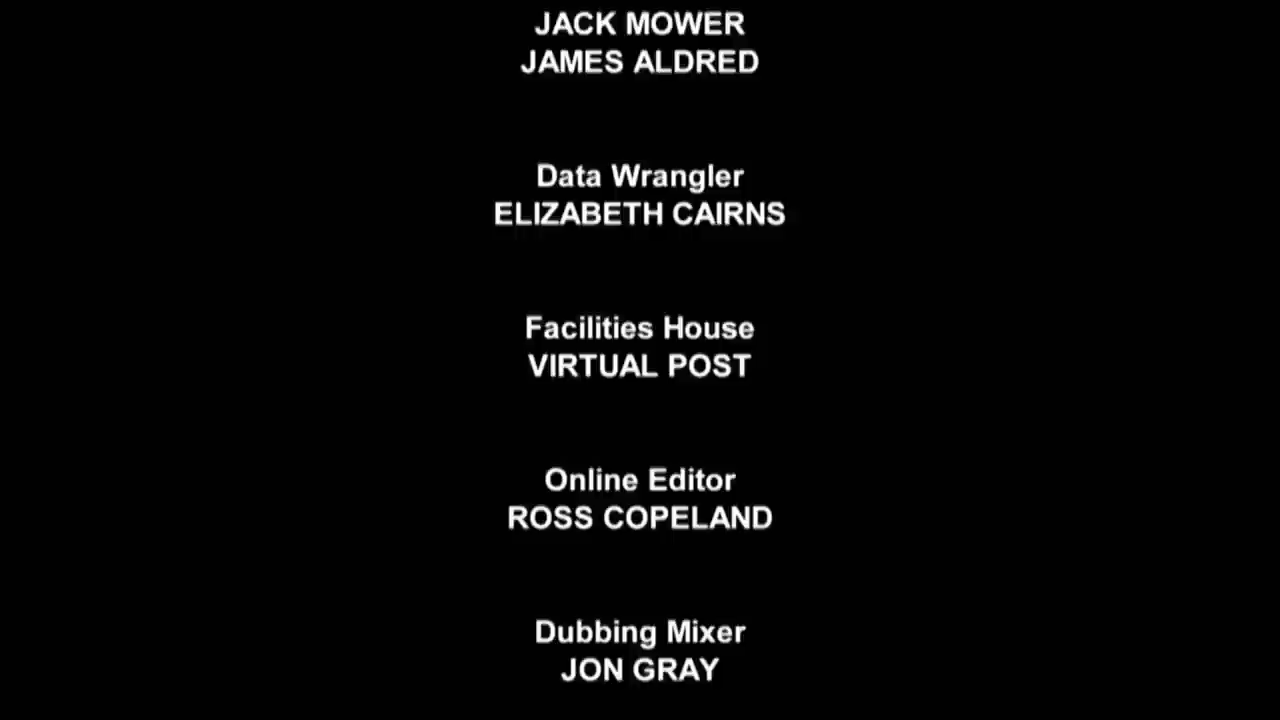 JACK MOWER
JAMES ALDRED
Data Wrangler
ELIZABETH CAIRNS
Facilities House
VIRTUAL POST
Online Editor
ROSS COPELAND
Dubbing Mixer
JON GRAY